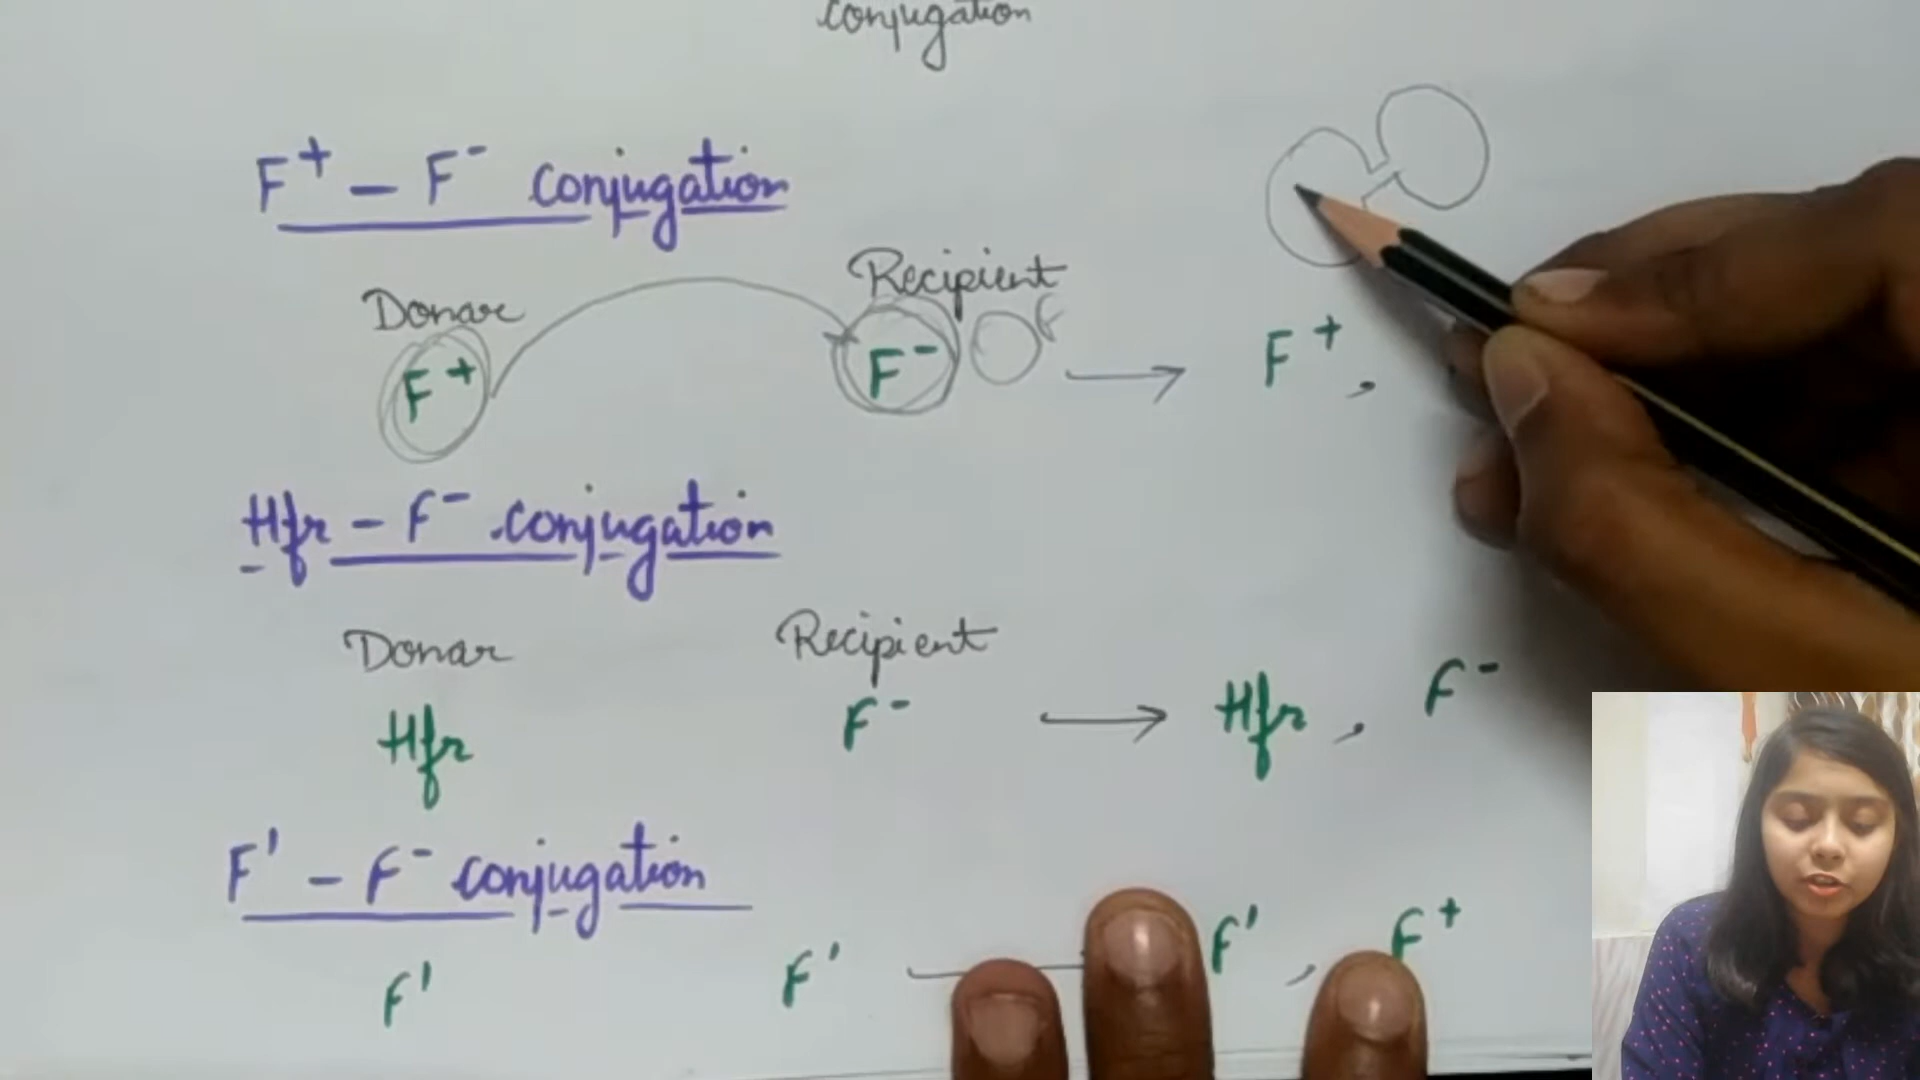 conjugation
F⁺ – F⁻ conjugation
Donar Recipient
F⁺ F⁻ → F⁺ ,
Hfr – F⁻ conjugation
Donar Recipient
Hfr F⁻ → Hfr , F⁻
F' – F⁻ conjugation
F' F' F' , F⁺